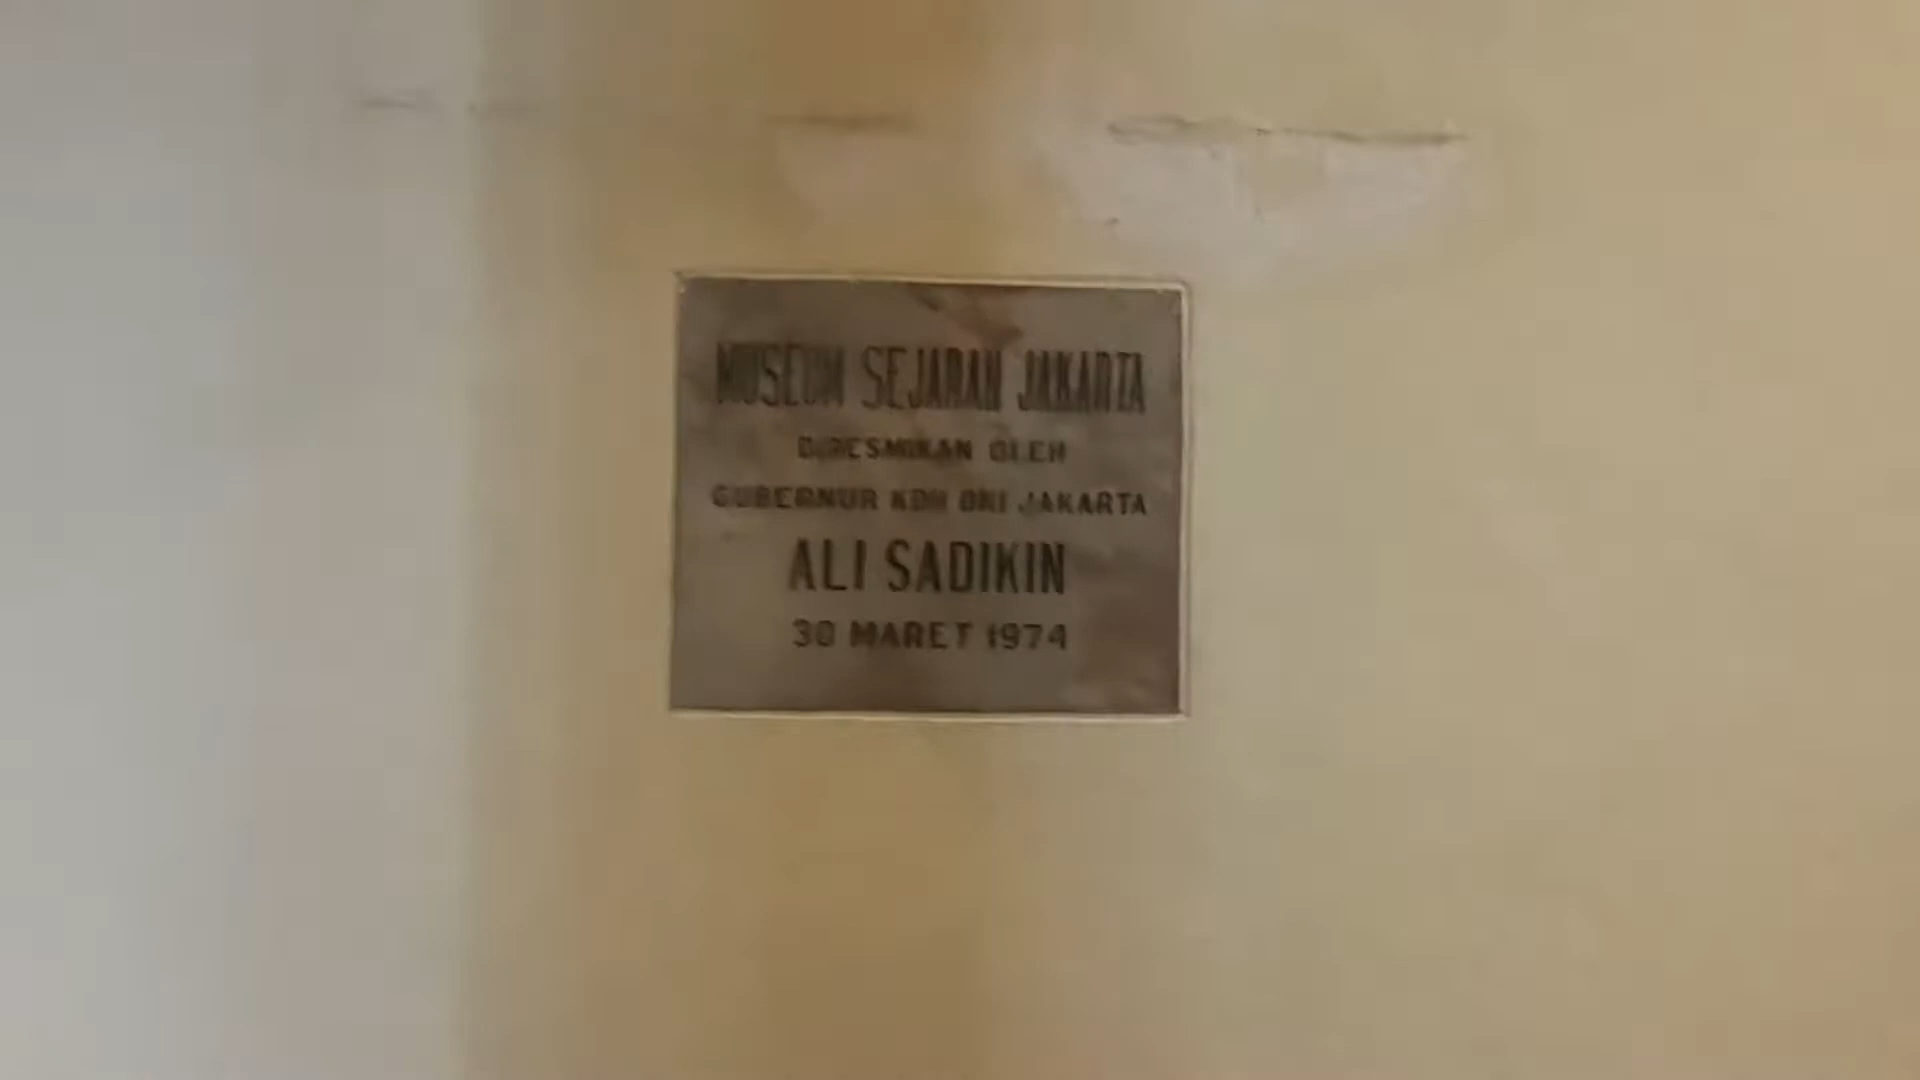 MUSEUM SEJARAH JAKARTA
DIRESMIKAN OLEH
GUBERNUR KDH DKI JAKARTA
ALI SADIKIN
30 MARET 1974